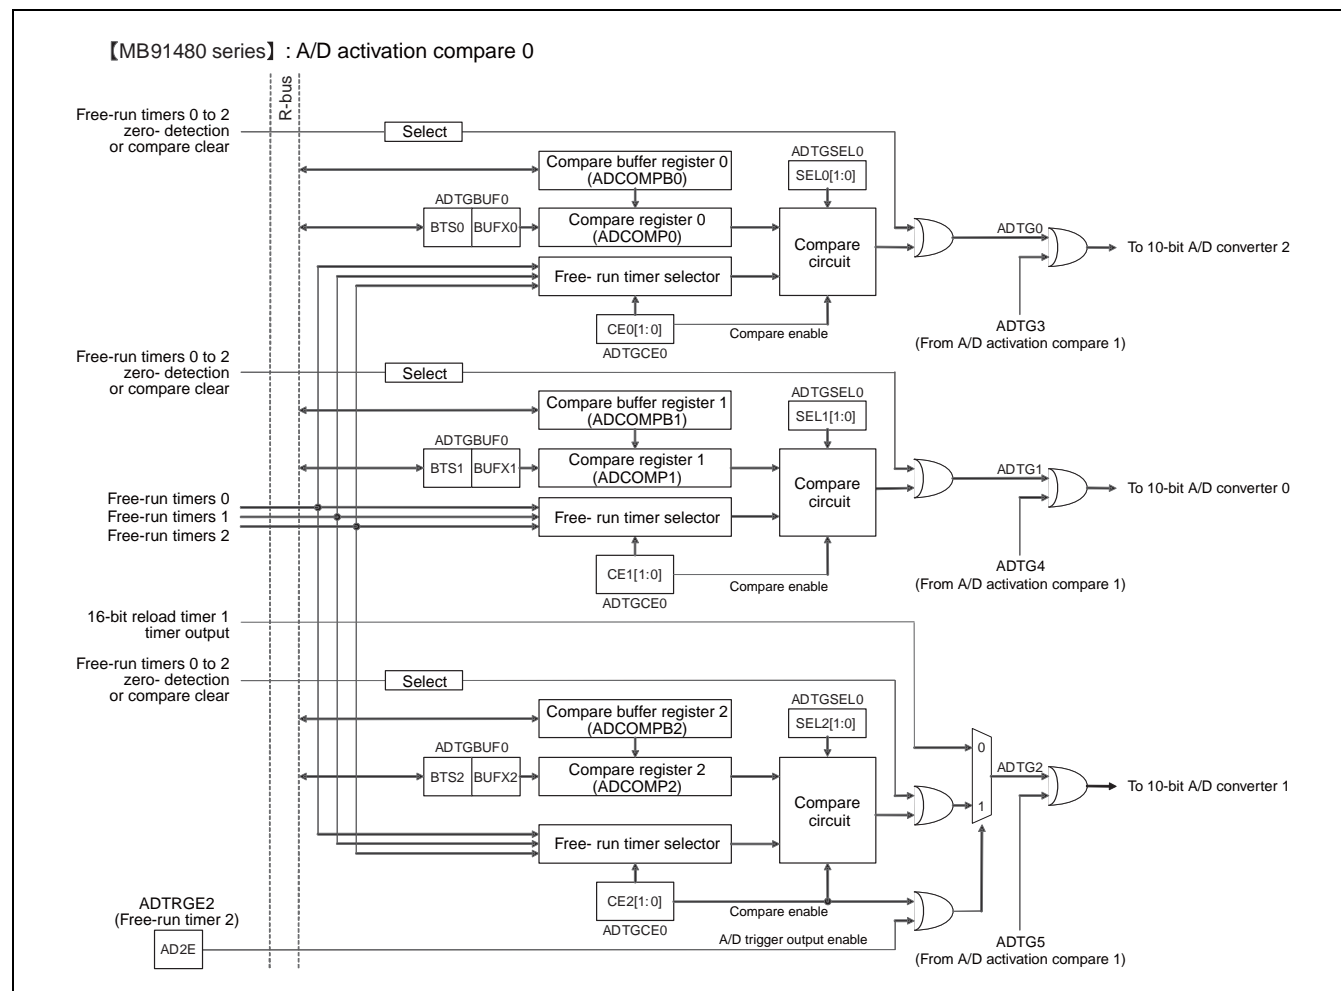 【MB91480 series】 : A/D activation compare 0
R-bus
Free-run timers 0 to 2
zero- detection
or compare clear
Select
Compare buffer register 0
(ADCOMPB0)
ADTGSEL0
SEL0[1:0]
ADTGBUF0
BTS0
BUFX0
Compare register 0
(ADCOMP0)
Compare
circuit
ADTG0
To 10-bit A/D converter 2
Free- run timer selector
CE0[1:0]
ADTGCE0
Compare enable
ADTG3
(From A/D activation compare 1)
Free-run timers 0 to 2
zero- detection
or compare clear
Select
Compare buffer register 1
(ADCOMPB1)
ADTGSEL0
SEL1[1:0]
ADTGBUF0
BTS1
BUFX1
Compare register 1
(ADCOMP1)
Compare
circuit
ADTG1
To 10-bit A/D converter 0
Free-run timers 0
Free-run timers 1
Free-run timers 2
Free- run timer selector
CE1[1:0]
ADTGCE0
Compare enable
ADTG4
(From A/D activation compare 1)
16-bit reload timer 1
timer output
Free-run timers 0 to 2
zero- detection
or compare clear
Select
Compare buffer register 2
(ADCOMPB2)
ADTGSEL0
SEL2[1:0]
ADTGBUF0
BTS2
BUFX2
Compare register 2
(ADCOMP2)
Compare
circuit
0
1
ADTG2
To 10-bit A/D converter 1
Free- run timer selector
CE2[1:0]
ADTGCE0
Compare enable
ADTRGE2
(Free-run timer 2)
AD2E
A/D trigger output enable
ADTG5
(From A/D activation compare 1)